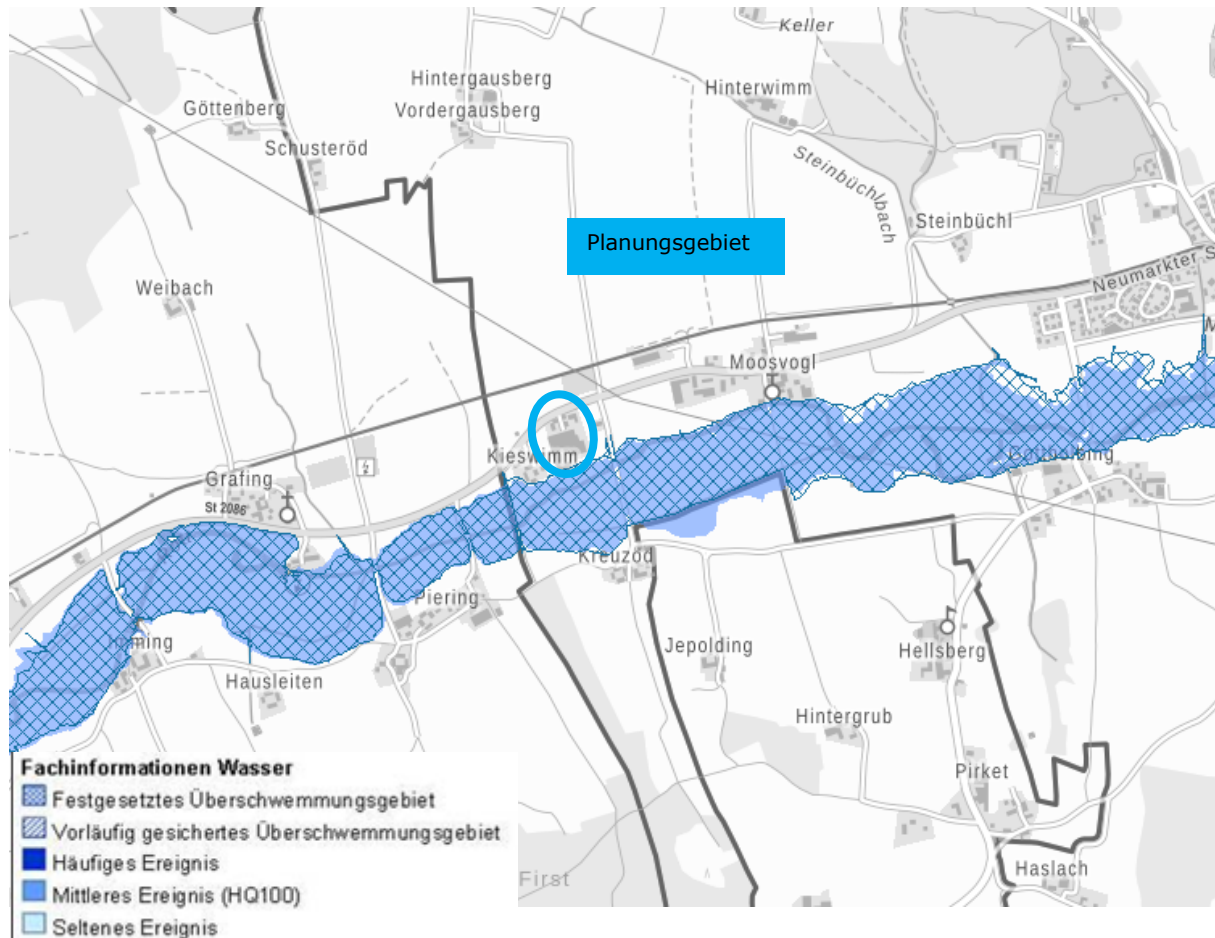 Keller
Hintergausberg
Hinterwimm
Göttenberg
Vordergausberg
Schusteröd
Steinbüchlbach
Steinbüchl
Planungsgebiet
Weibach
Neumarkter S
M
Moosvogl
Kieswimm
Grafing
St 2086
Kreuzöd
Piering
Jepolding
Hellsberg
Hausleiten
Hintergrub
Pirket
Haslach
First
Fachinformationen Wasser
Festgesetztes Überschwemmungsgebiet
Vorläufig gesichertes Überschwemmungsgebiet
Häufiges Ereignis
Mittleres Ereignis (HQ100)
Seltenes Ereignis